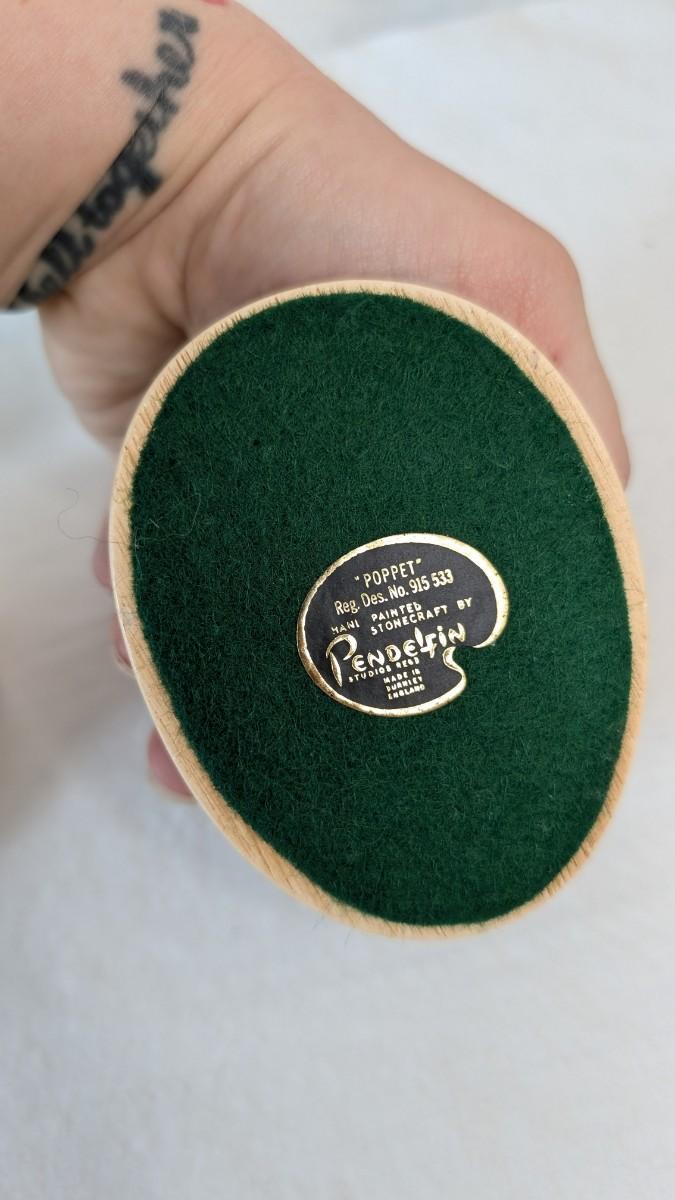 "POPPET"
Reg. Des. No. 915 533
HAND PAINTED
STONECRAFT BY
PENDELFIN
STUDIOS REGD
MADE IN
BURNLEY
ENGLAND